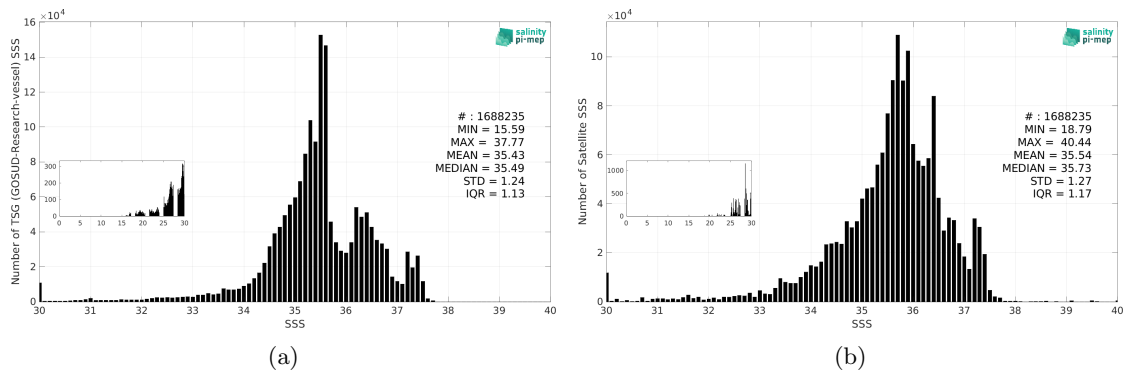 ×10⁴
16
14
12
10
8
6
4
2
0
Number of TSG (GOSUD-Research-vessel) SSS
30 31 32 33 34 35 36 37 38 39 40
SSS
salinity
pi-mep
# : 1688235
MIN = 15.59
MAX = 37.77
MEAN = 35.43
MEDIAN = 35.49
STD = 1.24
IQR = 1.13
300
200
100
0
0 5 10 15 20 25 30
(a)
×10⁴
10
8
6
4
2
0
Number of Satellite SSS
30 31 32 33 34 35 36 37 38 39 40
SSS
salinity
pi-mep
# : 1688235
MIN = 18.79
MAX = 40.44
MEAN = 35.54
MEDIAN = 35.73
STD = 1.27
IQR = 1.17
1000
500
0
0 5 10 15 20 25 30
(b)